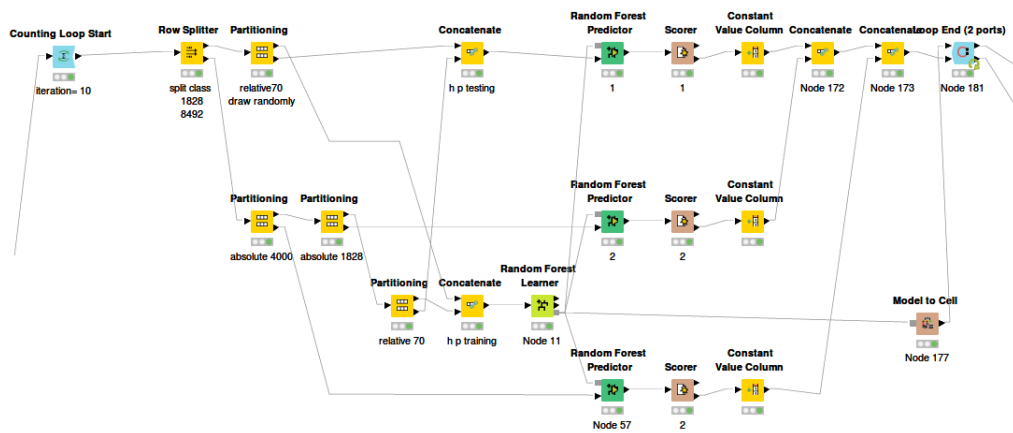 Counting Loop Start
iteration= 10
Row Splitter
split class
1828
8492
Partitioning
relative70
draw randomly
Concatenate
h p testing
Random Forest
Predictor
1
Scorer
1
Constant
Value Column
Concatenate
Node 172
Concatenate
Node 173
oop End (2 ports)
Node 181
Partitioning
absolute 4000
Partitioning
absolute 1828
Random Forest
Predictor
2
Scorer
2
Constant
Value Column
Partitioning
relative 70
Concatenate
h p training
Random Forest
Learner
Node 11
Model to Cell
Node 177
Random Forest
Predictor
Node 57
Scorer
2
Constant
Value Column